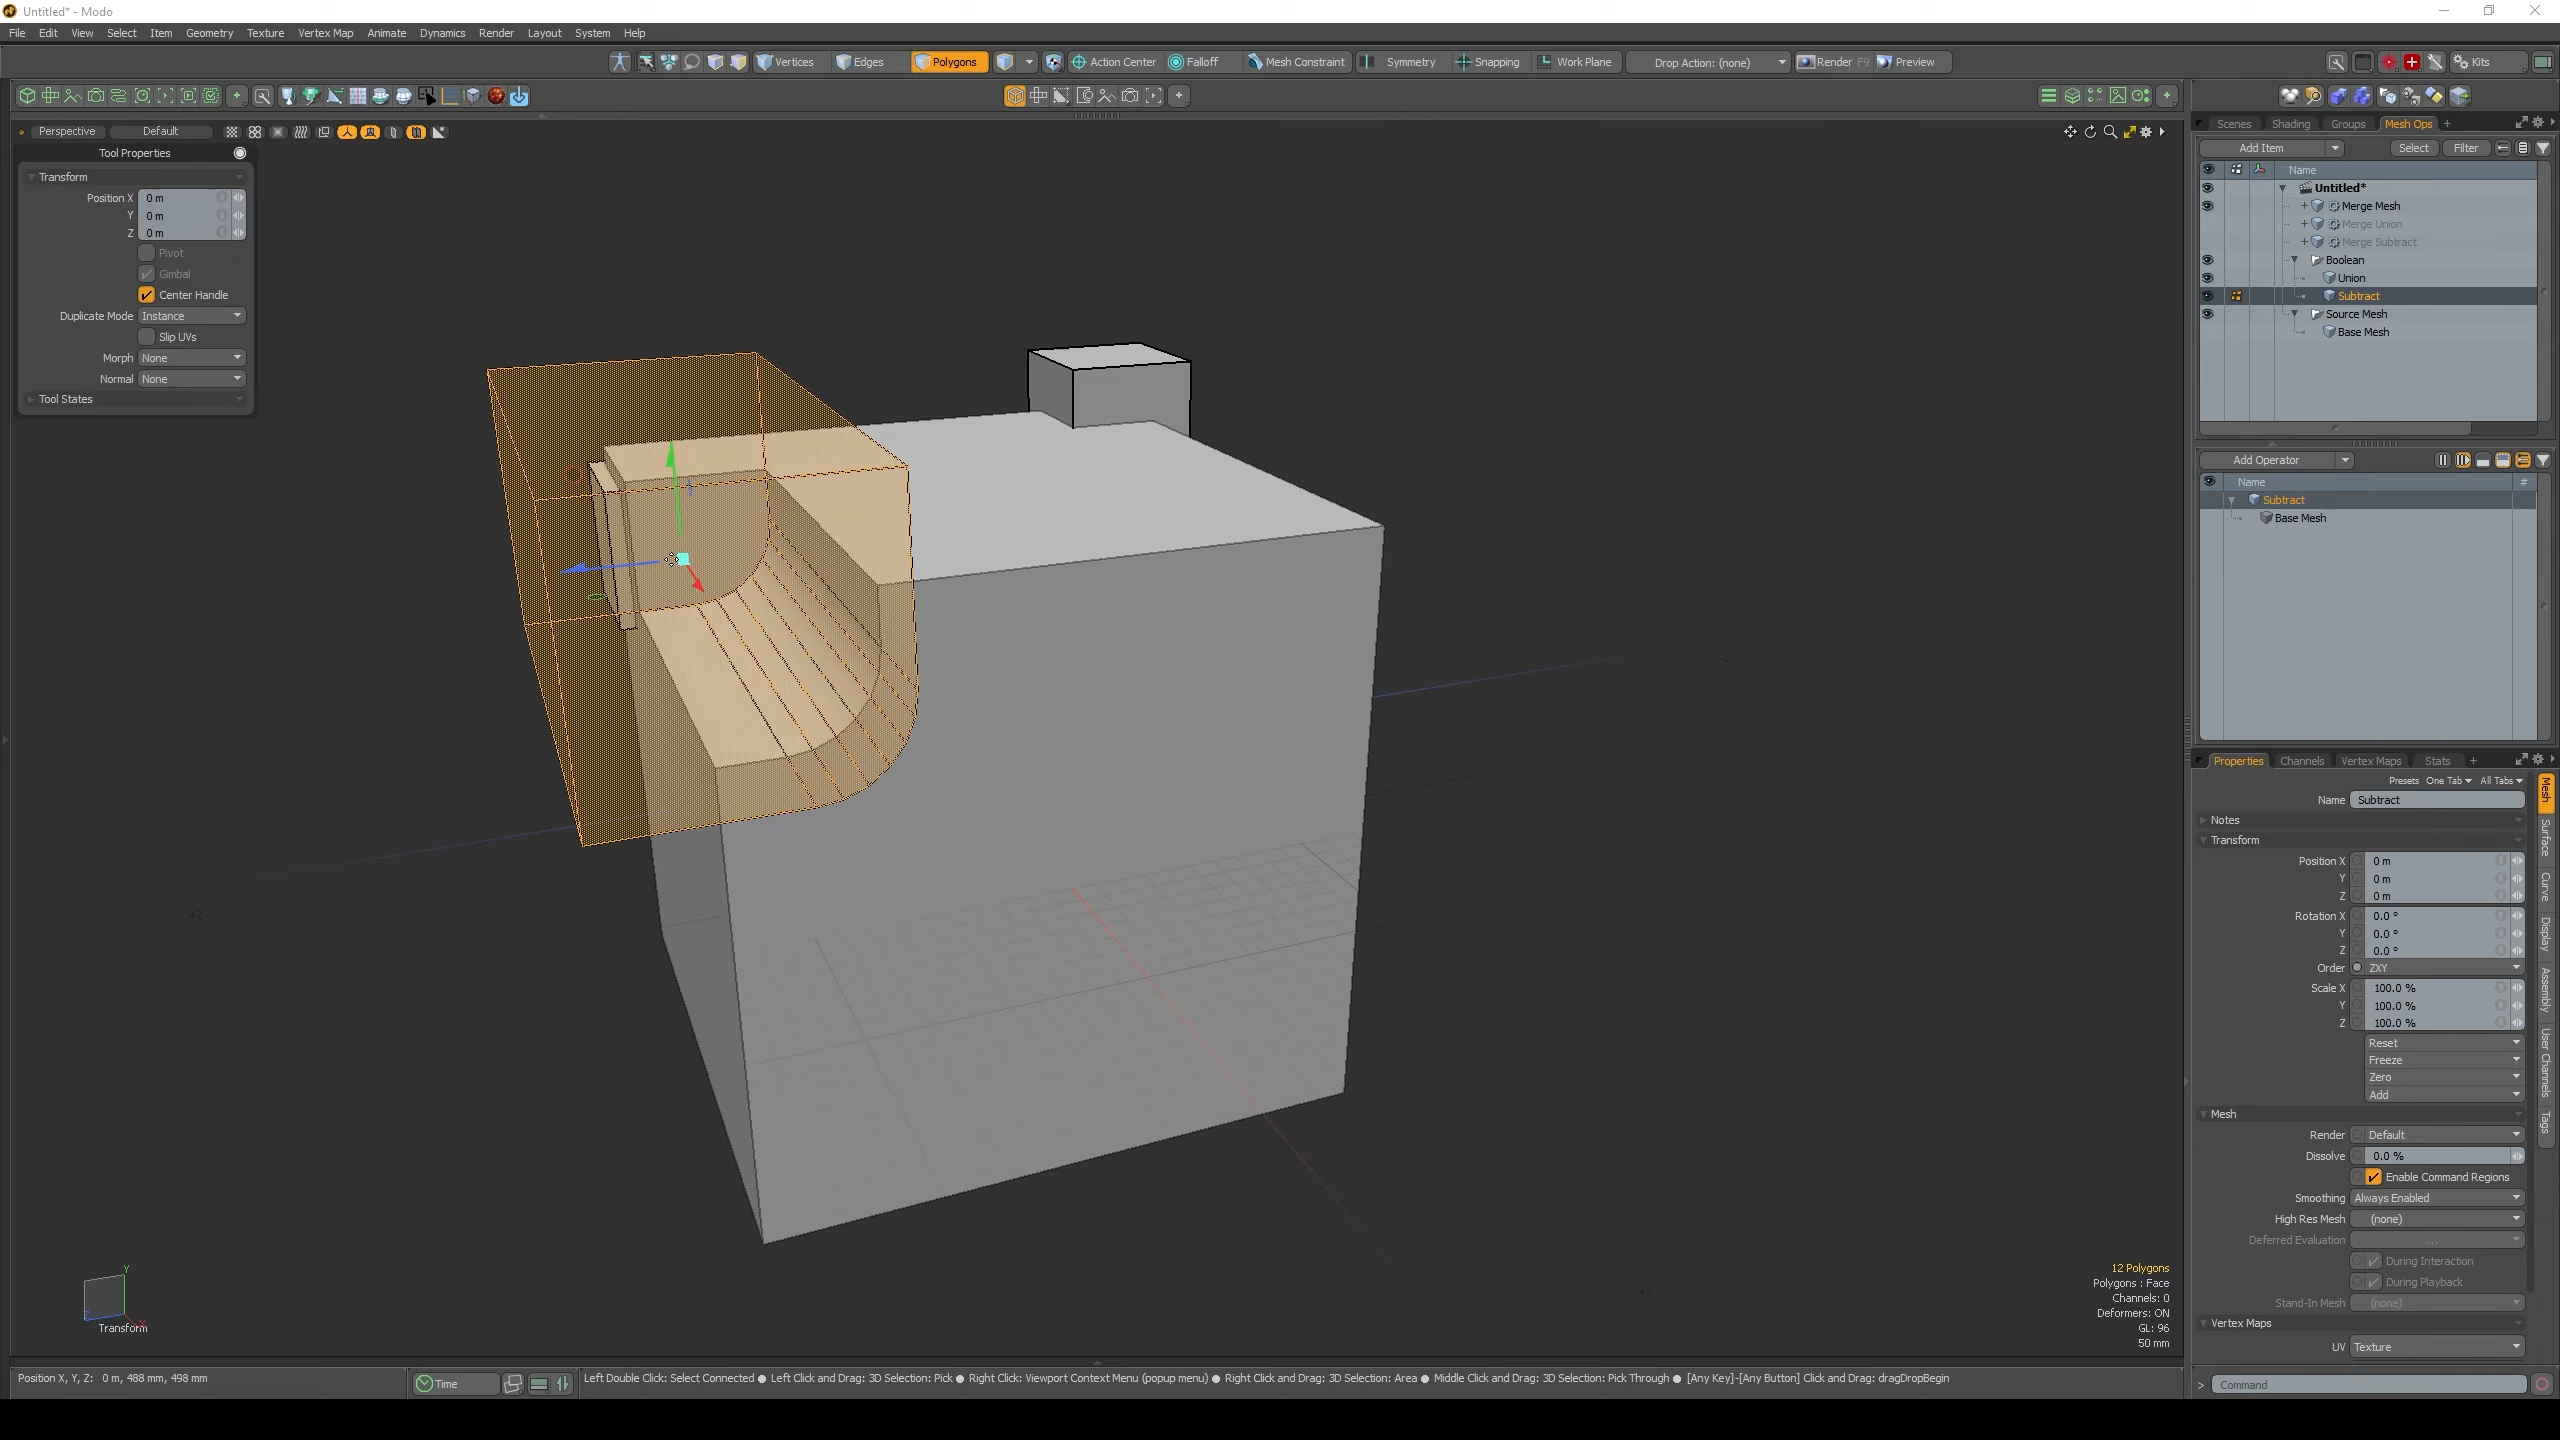 Untitled* - Modo
File Edit View Select Item Geometry Texture Vertex Map Animate Dynamics Render Layout System Help
Vertices Edges Polygons Action Center Falloff Mesh Constraint Symmetry Snapping Work Plane Drop Action: (none) Render F9 Preview Kits
Perspective Default
Tool Properties
Transform
Position X 0 m
Y 0 m
Z 0 m
Pivot
Gimbal
Center Handle
Duplicate Mode Instance
Slip UVs
Morph None
Normal None
Tool States
Scenes Shading Groups Mesh Ops +
Add Item Select Filter
Name
Untitled*
Merge Mesh
Merge Union
Merge Subtract
Boolean
Union
Subtract
Source Mesh
Base Mesh
Add Operator
Name #
Subtract
Base Mesh
Properties Channels Vertex Maps Stats +
Presets One Tab All Tabs
Name Subtract
Notes
Transform
Position X 0 m
Y 0 m
Z 0 m
Rotation X 0.0 °
Y 0.0 °
Z 0.0 °
Order ZXY
Scale X 100.0 %
Y 100.0 %
Z 100.0 %
Reset
Freeze
Zero
Add
Mesh
Render Default
Dissolve 0.0 %
Enable Command Regions
Smoothing Always Enabled
High Res Mesh (none)
Deferred Evaluation ...
During Interaction
During Playback
Stand-In Mesh (none)
Vertex Maps
UV Texture
Mesh
Surface
Curve
Display
Assembly
User Channels
Tags
+Z
12 Polygons
Polygons : Face
Channels: 0
Deformers: ON
GL: 96
50 mm
Y
Z X
Transform
Position X, Y, Z: 0 m, 488 mm, 498 mm
Time
Left Double Click: Select Connected ● Left Click and Drag: 3D Selection: Pick ● Right Click: Viewport Context Menu (popup menu) ● Right Click and Drag: 3D Selection: Area ● Middle Click and Drag: 3D Selection: Pick Through ● [Any Key]-[Any Button] Click and Drag: dragDropBegin
> Command